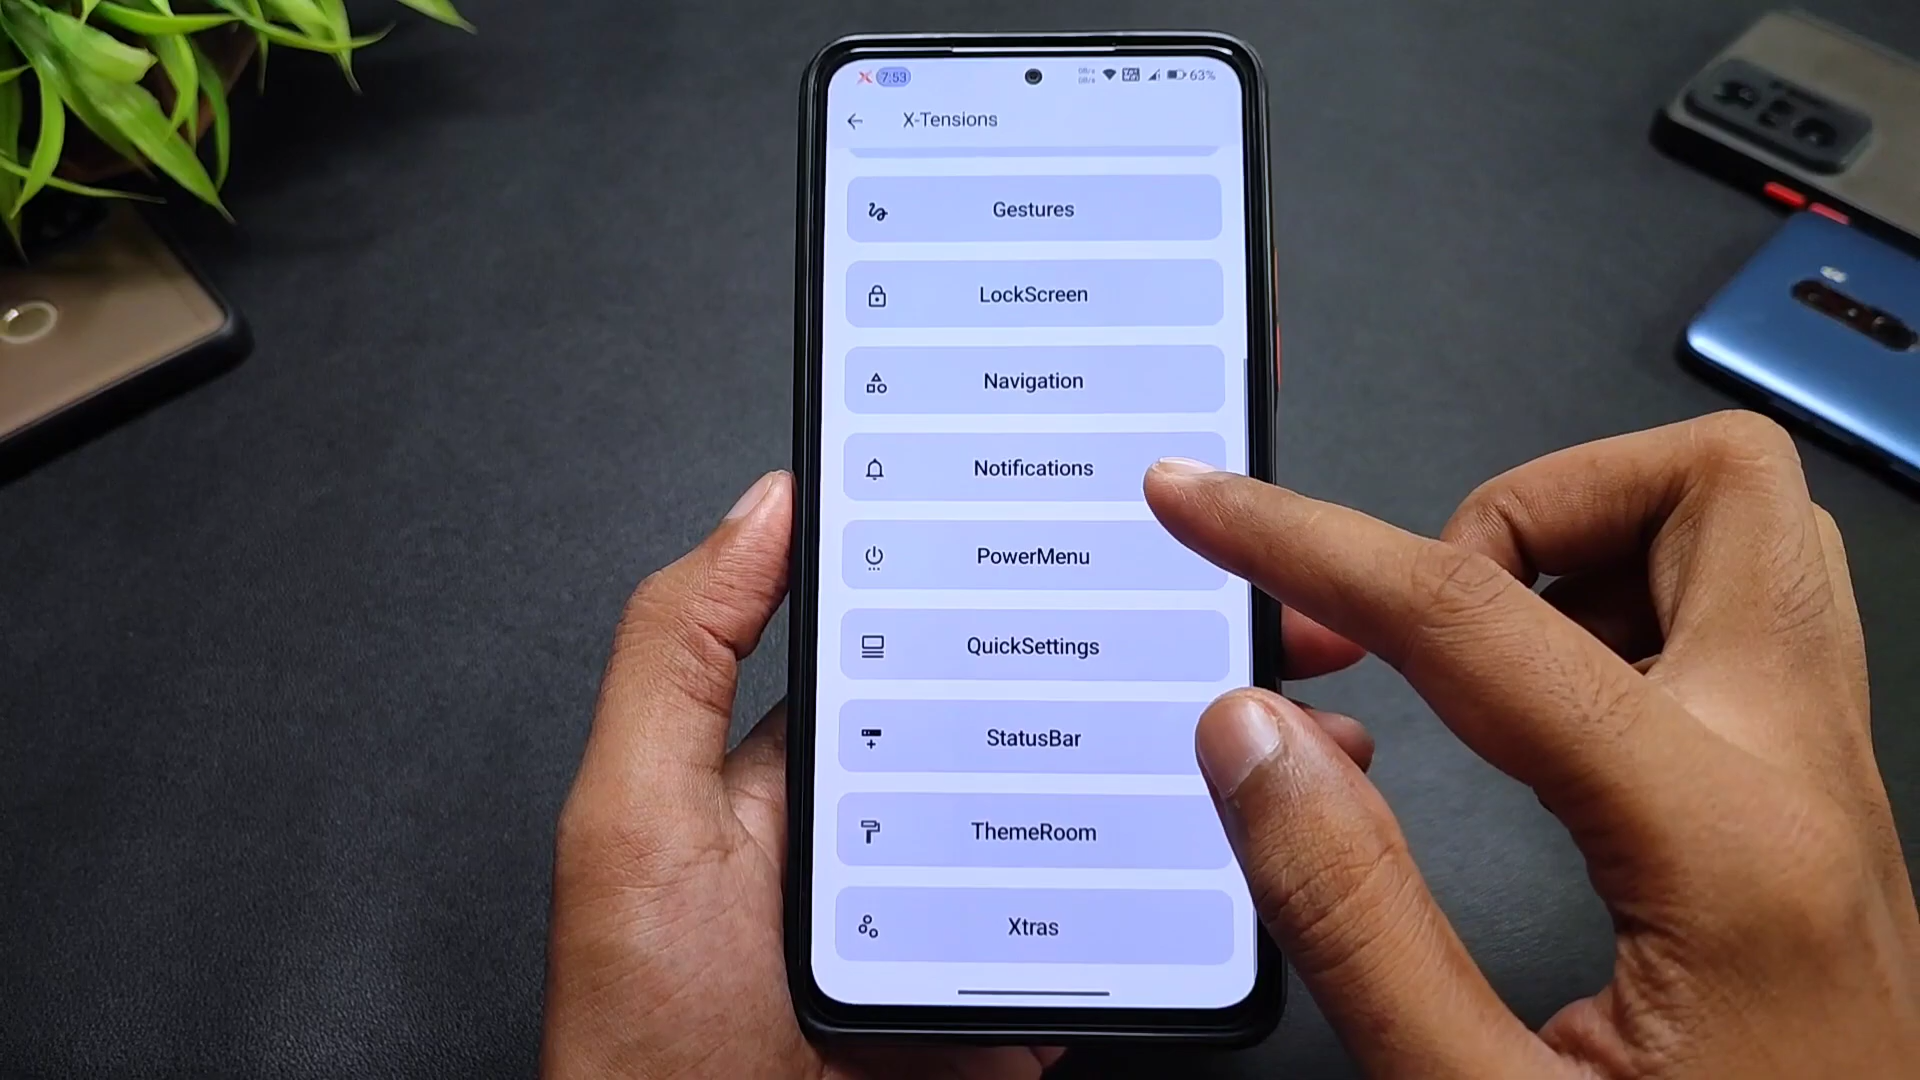 7:53
63%
X-Tensions
Gestures
LockScreen
Navigation
Notifications
PowerMenu
QuickSettings
StatusBar
ThemeRoom
Xtras